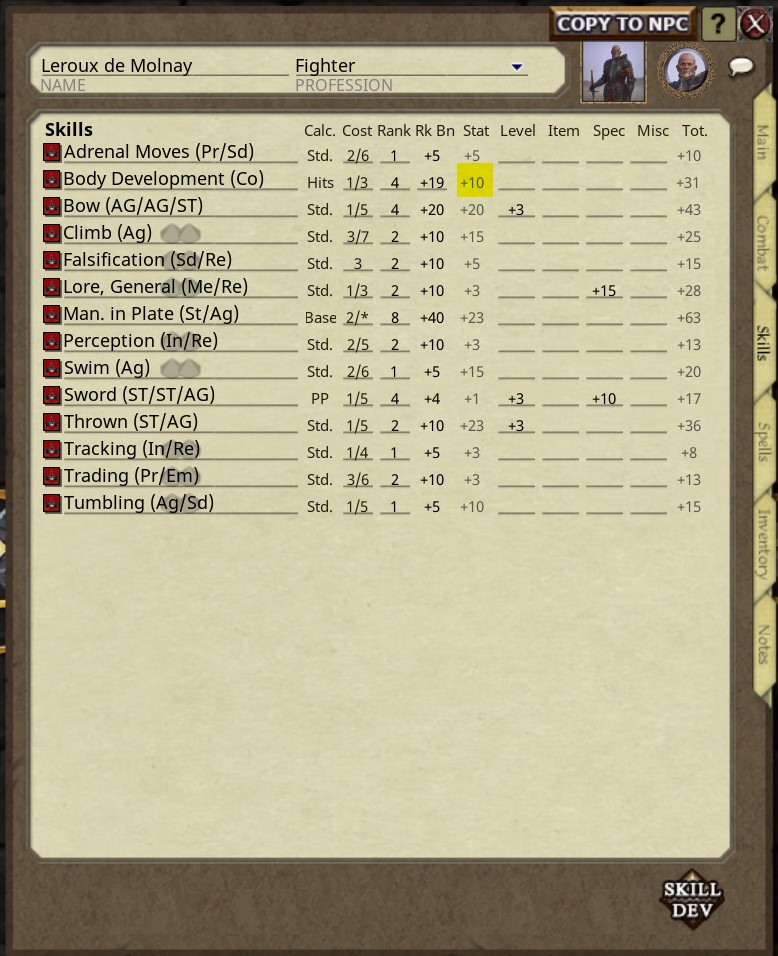 COPY TO NPC ? X
Leroux de Molnay Fighter
NAME PROFESSION
Skills Calc. Cost Rank Rk Bn Stat Level Item Spec Misc Tot.
Adrenal Moves (Pr/Sd) Std. 2/6 1 +5 +5 +10
Body Development (Co) Hits 1/3 4 +19 +10 +31
Bow (AG/AG/ST) Std. 1/5 4 +20 +20 +3 +43
Climb (Ag) Std. 3/7 2 +10 +15 +25
Falsification (Sd/Re) Std. 3 2 +10 +5 +15
Lore, General (Me/Re) Std. 1/3 2 +10 +3 +15 +28
Man. in Plate (St/Ag) Base 2/* 8 +40 +23 +63
Perception (In/Re) Std. 2/5 2 +10 +3 +13
Swim (Ag) Std. 2/6 1 +5 +15 +20
Sword (ST/ST/AG) PP 1/5 4 +4 +1 +3 +10 +17
Thrown (ST/AG) Std. 1/5 2 +10 +23 +3 +36
Tracking (In/Re) Std. 1/4 1 +5 +3 +8
Trading (Pr/Em) Std. 3/6 2 +10 +3 +13
Tumbling (Ag/Sd) Std. 1/5 1 +5 +10 +15
Main
Combat
Skills
Spells
Inventory
Notes
SKILL
DEV